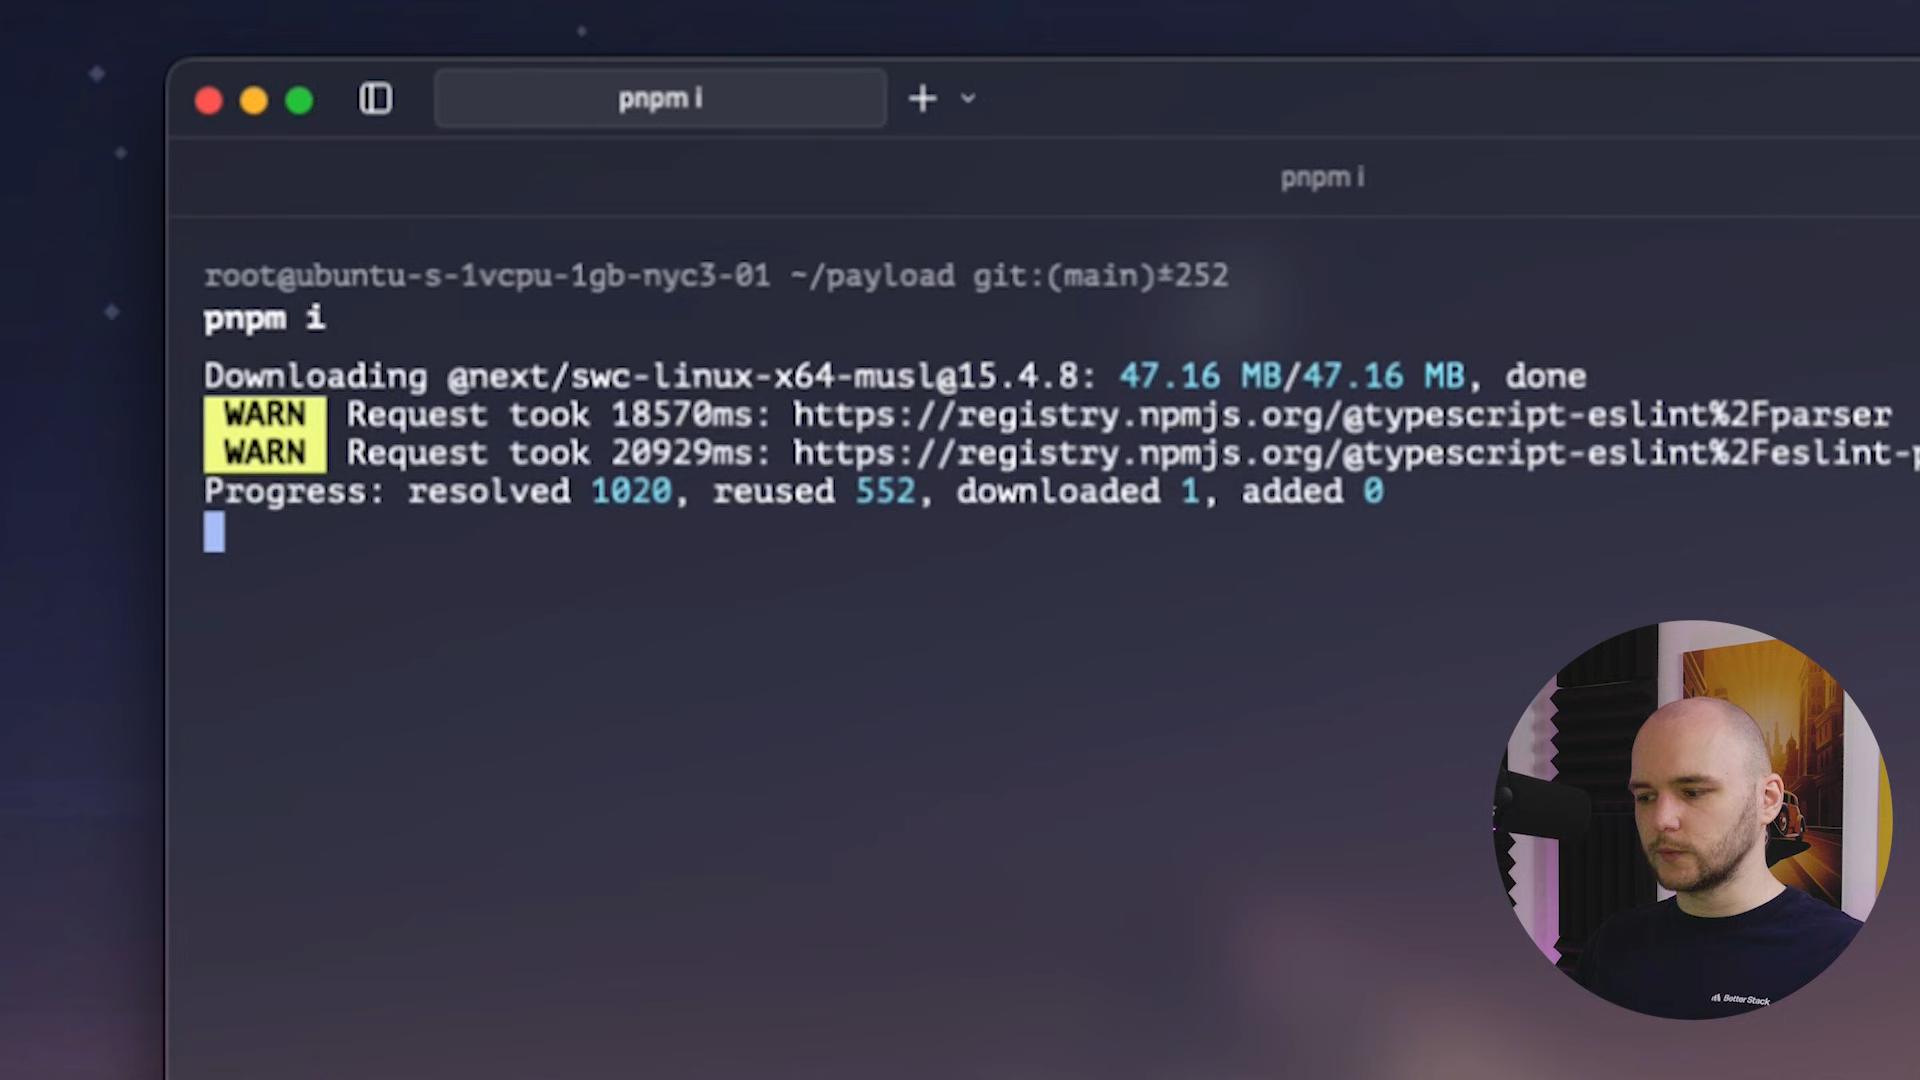 pnpm i
pnpm i
root@ubuntu-s-1vcpu-1gb-nyc3-01 ~/payload git:(main)±252
pnpm i
Downloading @next/swc-linux-x64-musl@15.4.8: 47.16 MB/47.16 MB, done
WARN Request took 18570ms: https://registry.npmjs.org/@typescript-eslint%2Fparser
WARN Request took 20929ms: https://registry.npmjs.org/@typescript-eslint%2Feslint-p
Progress: resolved 1020, reused 552, downloaded 1, added 0
Better Stack